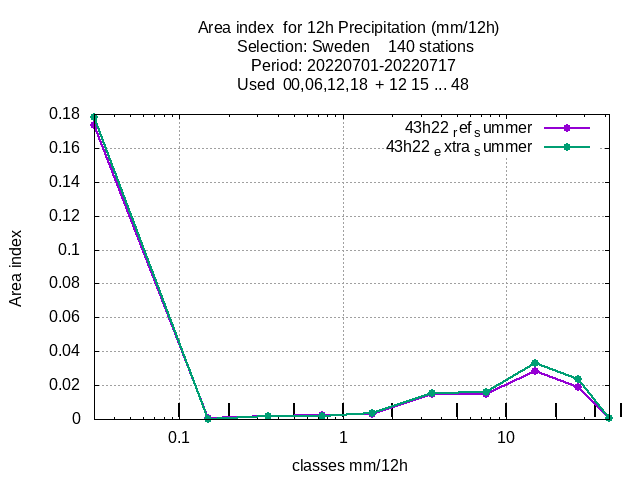 Area index  for 12h Precipitation (mm/12h)
Selection: Sweden    140 stations
Period: 20220701-20220717
Used  00,06,12,18  + 12 15 ... 48
43h22 ref summer
43h22 extra summer
0.18
0.16
0.14
0.12
0.1
0.08
0.06
0.04
0.02
0
Area index
0.1 1 10
classes mm/12h